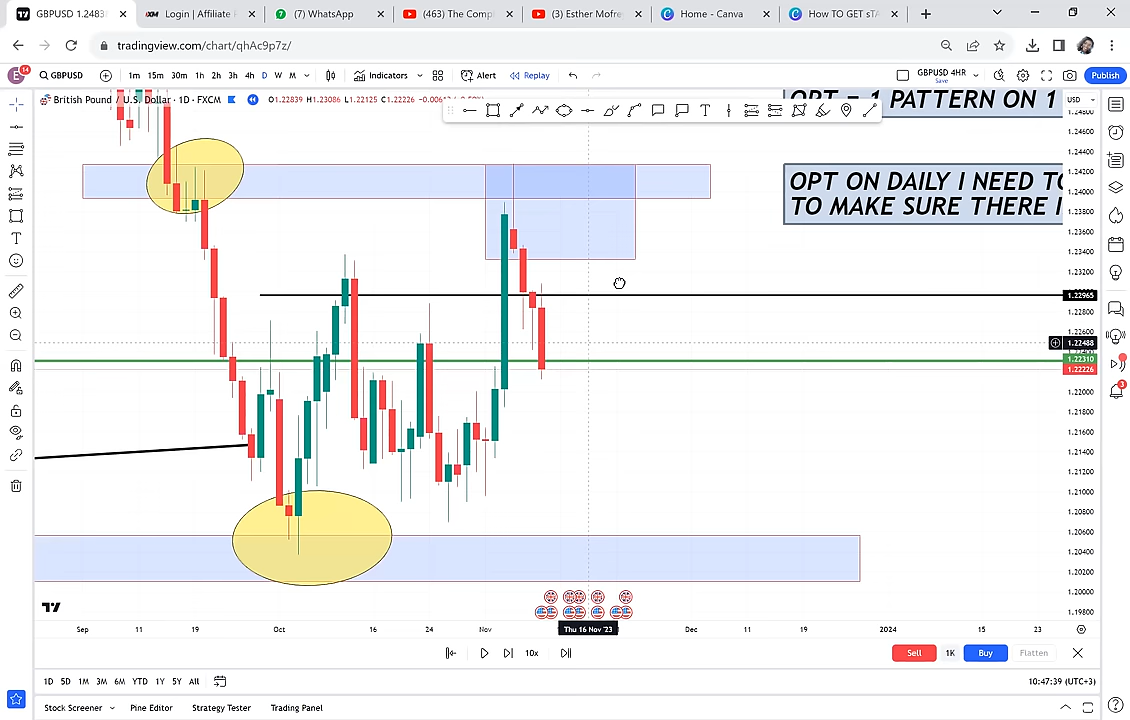 GBPUSD 1.2483
Login | Affiliate
(7) WhatsApp
(463) The Comp
(3) Esther Mofre
Home - Canva
How TO GET sTA
tradingview.com/chart/qhAc9p7z/
E 14 GBPUSD 1m 15m 30m 1h 2h 3h 4h D W M Indicators Alert Replay GBPUSD 4HR Save Publish
British Pound / U.S. Dollar · 1D · FXCM O1.22839 H1.23086 L1.22125 C1.22226
USD
OPT = 1 PATTERN ON 1
OPT ON DAILY I NEED TO
TO MAKE SURE THERE I
1.24600
1.24400
1.24200
1.24000
1.23800
1.23600
1.23400
1.23200
1.22965
1.22800
1.22600
1.22488
1.22310
1.22226
1.22000
1.21800
1.21600
1.21400
1.21200
1.21000
1.20800
1.20600
1.20400
1.20200
1.20000
1.19800
Sep 11 19 Oct 16 24 Nov Thu 16 Nov '23 Dec 11 19 2024 15 23
10x Sell 1K Buy Flatten
1D 5D 1M 3M 6M YTD 1Y 5Y All 10:47:39 (UTC+3)
Stock Screener Pine Editor Strategy Tester Trading Panel